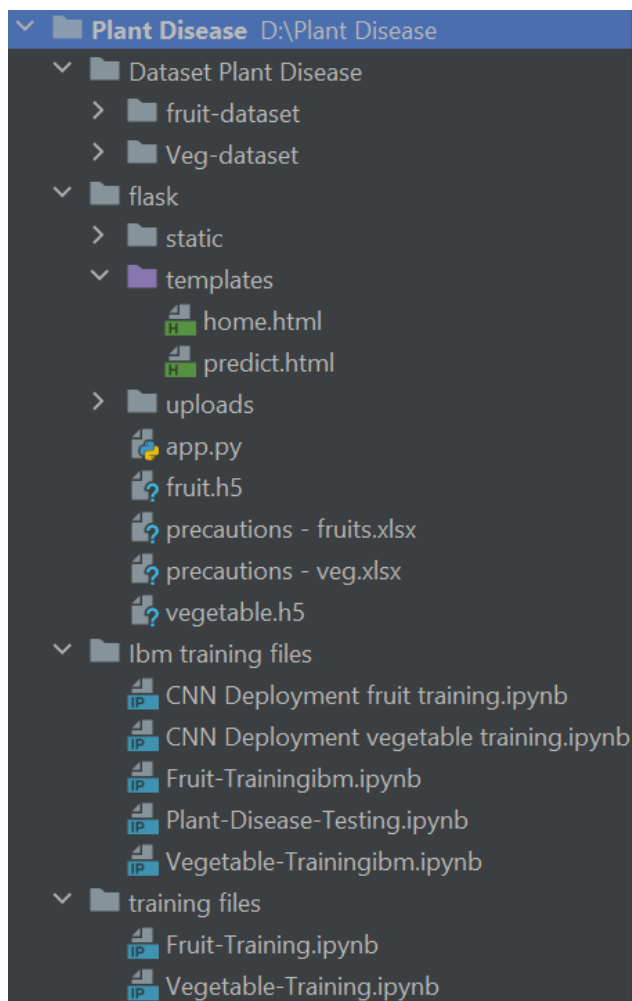 Plant Disease D:\Plant Disease
Dataset Plant Disease
fruit-dataset
Veg-dataset
flask
static
templates
home.html
predict.html
uploads
app.py
fruit.h5
precautions - fruits.xlsx
precautions - veg.xlsx
vegetable.h5
Ibm training files
CNN Deployment fruit training.ipynb
CNN Deployment vegetable training.ipynb
Fruit-Trainingibm.ipynb
Plant-Disease-Testing.ipynb
Vegetable-Trainingibm.ipynb
training files
Fruit-Training.ipynb
Vegetable-Training.ipynb